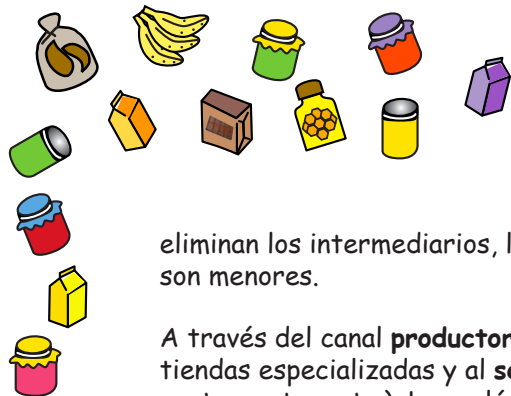 eliminan los intermediarios,
son menores.
A través del canal productor
tiendas especializadas y al